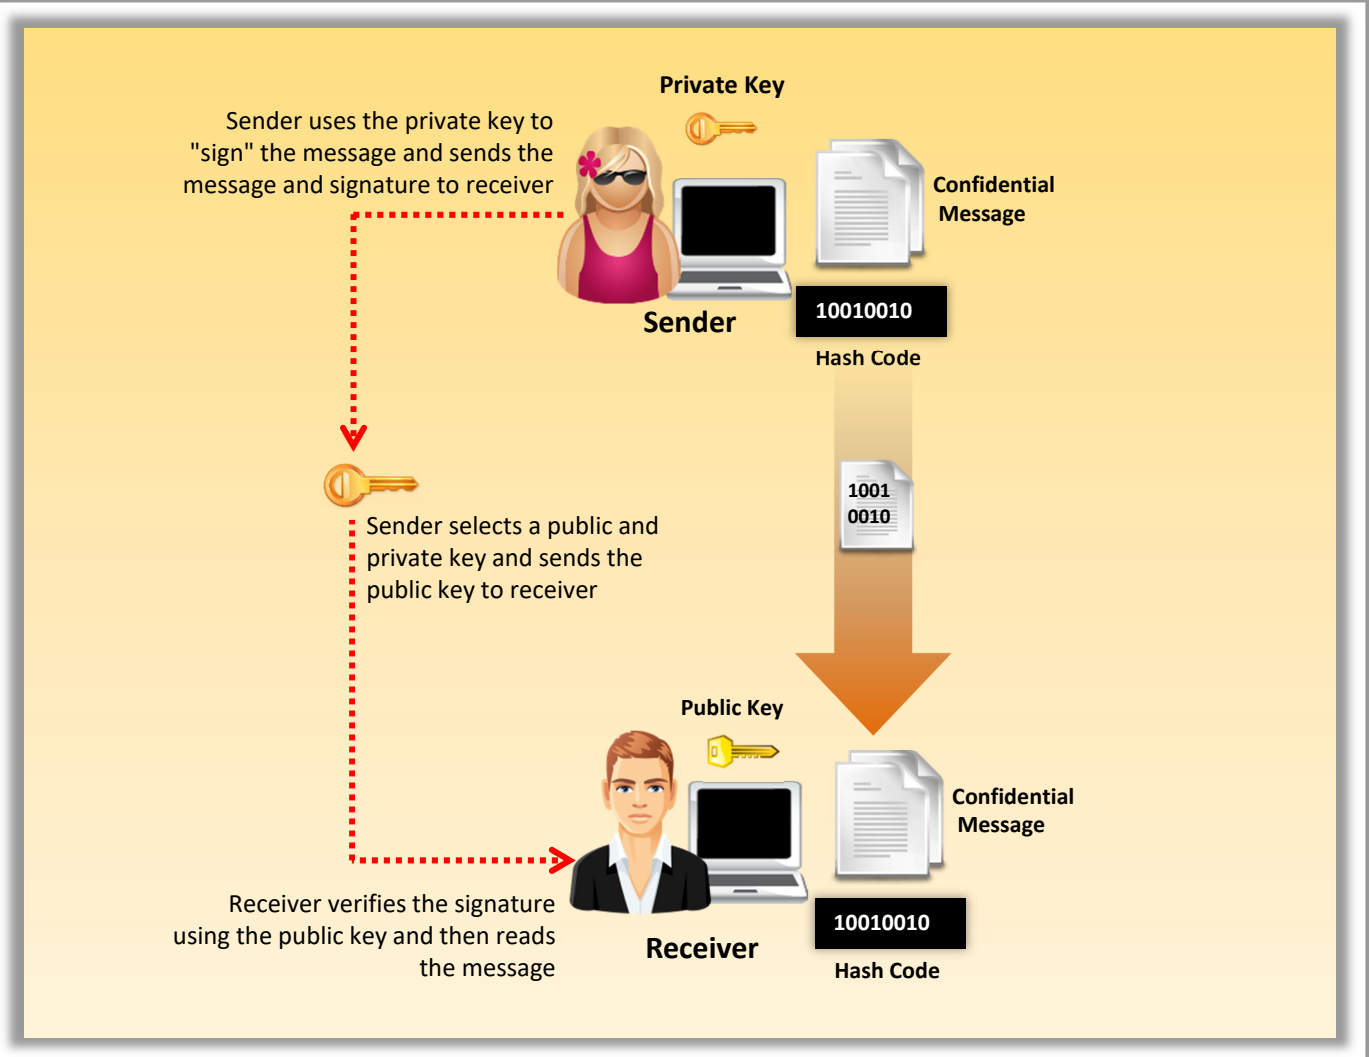 Private Key
Sender uses the private key to
"sign" the message and sends the
message and signature to receiver
Confidential
Message
10010010
Sender
Hash Code
1001
0010
Sender selects a public and
private key and sends the
public key to receiver
Public Key
Confidential
Message
Receiver verifies the signature
using the public key and then reads
the message
10010010
Receiver
Hash Code